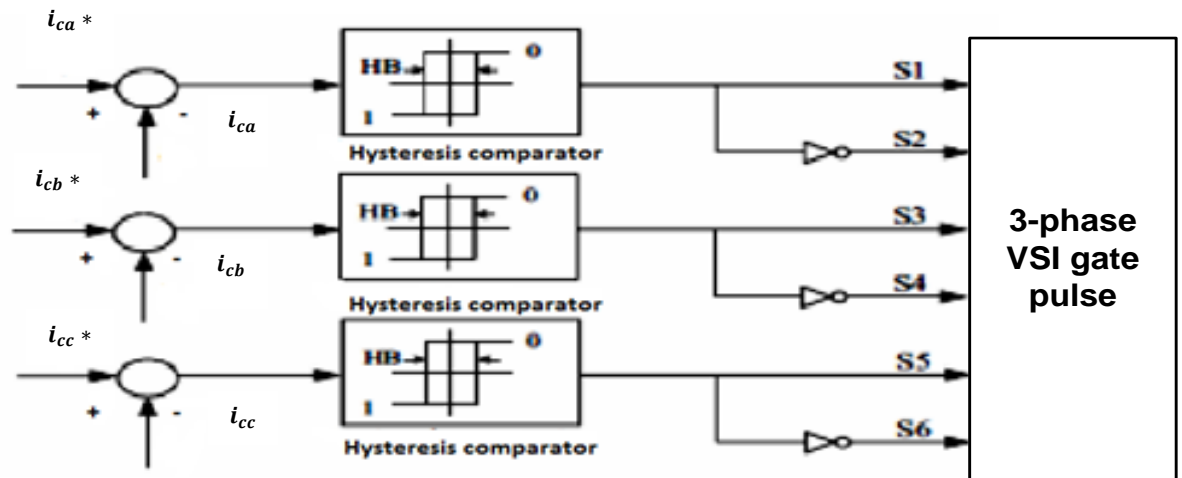 i_ca *
+
-
i_ca
HB
0
1
Hysteresis comparator
S1
S2
i_cb *
+
-
i_cb
HB
0
1
Hysteresis comparator
S3
S4
i_cc *
+
-
i_cc
HB
0
1
Hysteresis comparator
S5
S6
3-phase
VSI gate
pulse